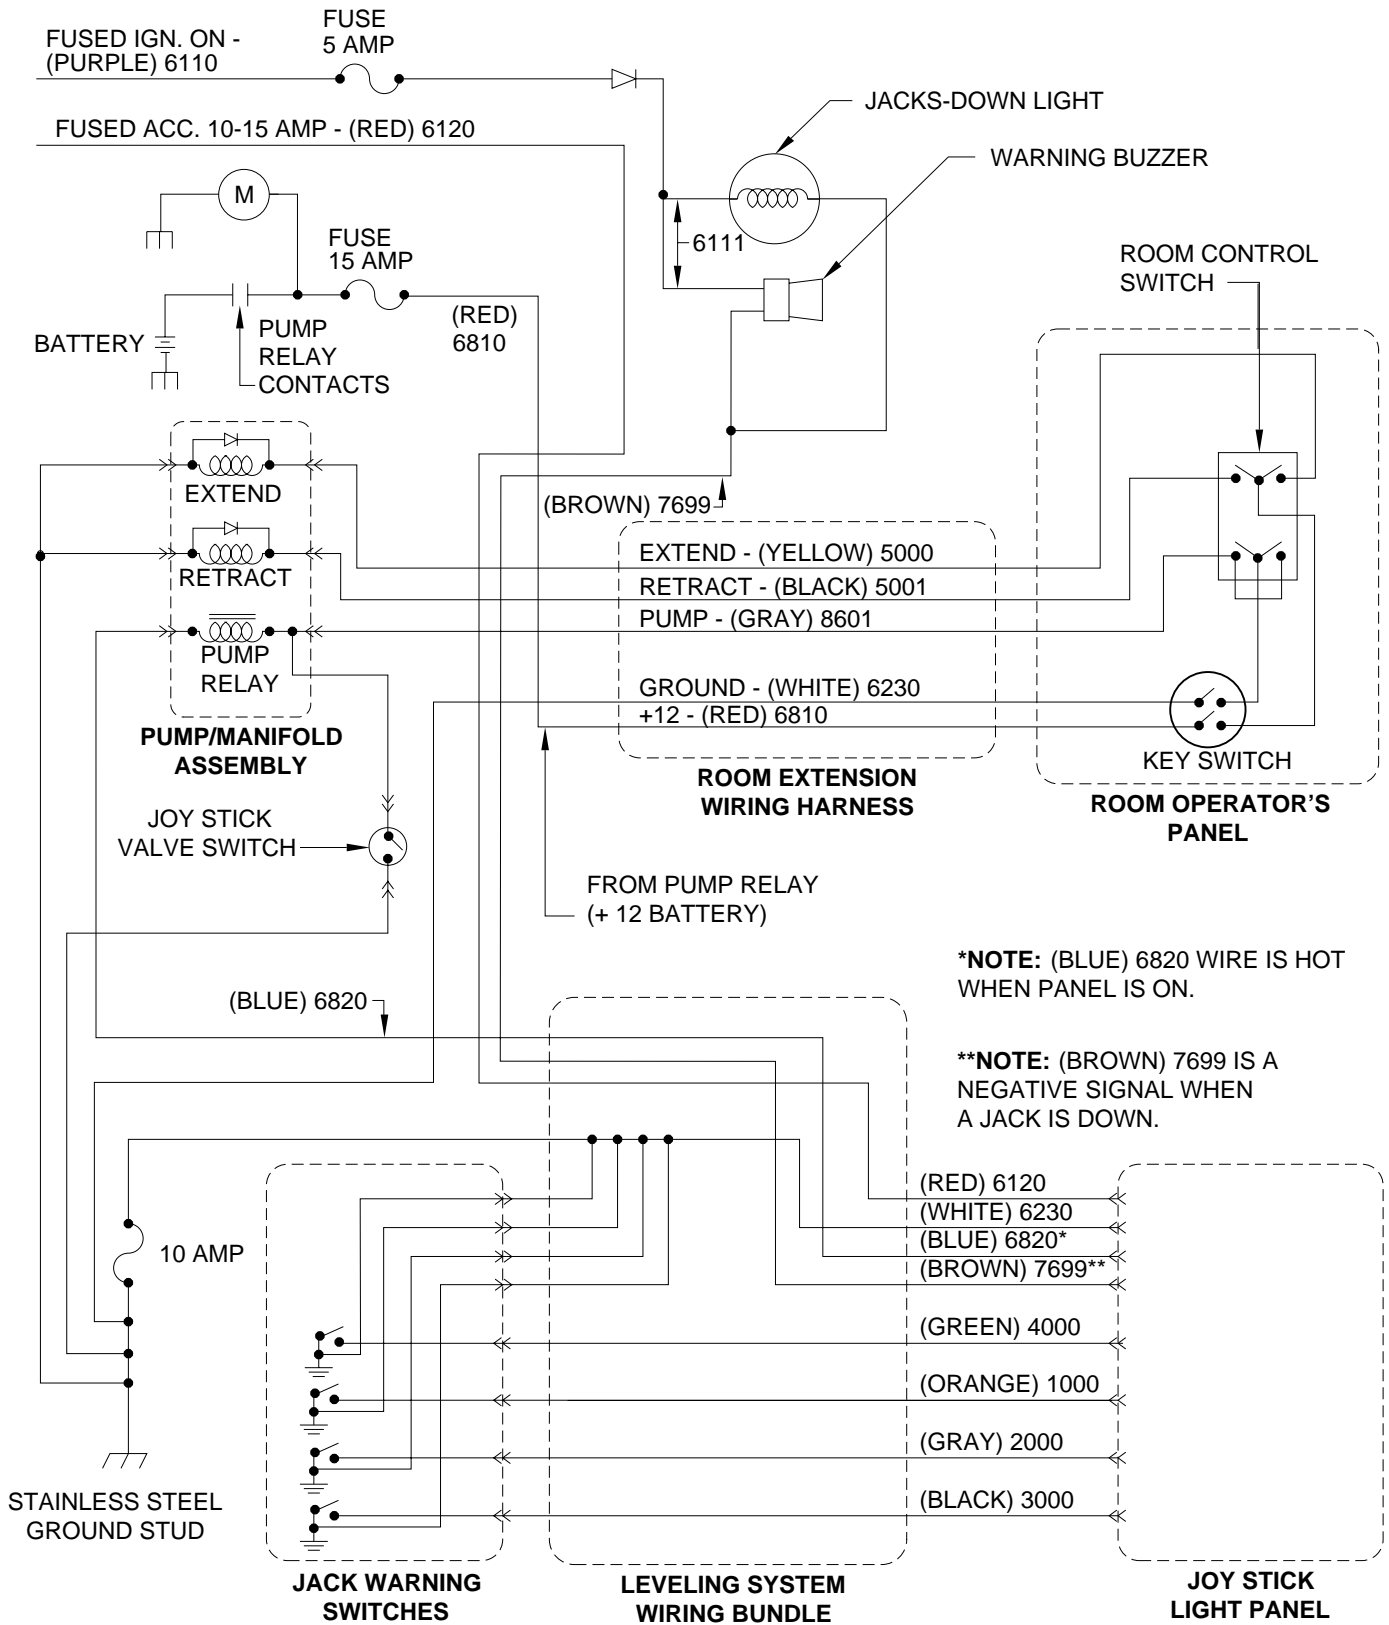 FUSE
5 AMP
FUSED IGN. ON -
(PURPLE) 6110
JACKS-DOWN LIGHT
FUSED ACC. 10-15 AMP - (RED) 6120
WARNING BUZZER
M
FUSE
15 AMP
6111
ROOM CONTROL
SWITCH
(RED)
6810
BATTERY
PUMP
RELAY
CONTACTS
EXTEND
(BROWN) 7699
RETRACT
EXTEND - (YELLOW) 5000
RETRACT - (BLACK) 5001
PUMP - (GRAY) 8601
PUMP
RELAY
GROUND - (WHITE) 6230
+12 - (RED) 6810
PUMP/MANIFOLD
ASSEMBLY
KEY SWITCH
ROOM EXTENSION
WIRING HARNESS
ROOM OPERATOR'S
PANEL
JOY STICK
VALVE SWITCH
FROM PUMP RELAY
(+ 12 BATTERY)
*NOTE: (BLUE) 6820 WIRE IS HOT
WHEN PANEL IS ON.
(BLUE) 6820
**NOTE: (BROWN) 7699 IS A
NEGATIVE SIGNAL WHEN
A JACK IS DOWN.
(RED) 6120
(WHITE) 6230
(BLUE) 6820*
(BROWN) 7699**
10 AMP
(GREEN) 4000
(ORANGE) 1000
(GRAY) 2000
(BLACK) 3000
STAINLESS STEEL
GROUND STUD
JACK WARNING
SWITCHES
LEVELING SYSTEM
WIRING BUNDLE
JOY STICK
LIGHT PANEL